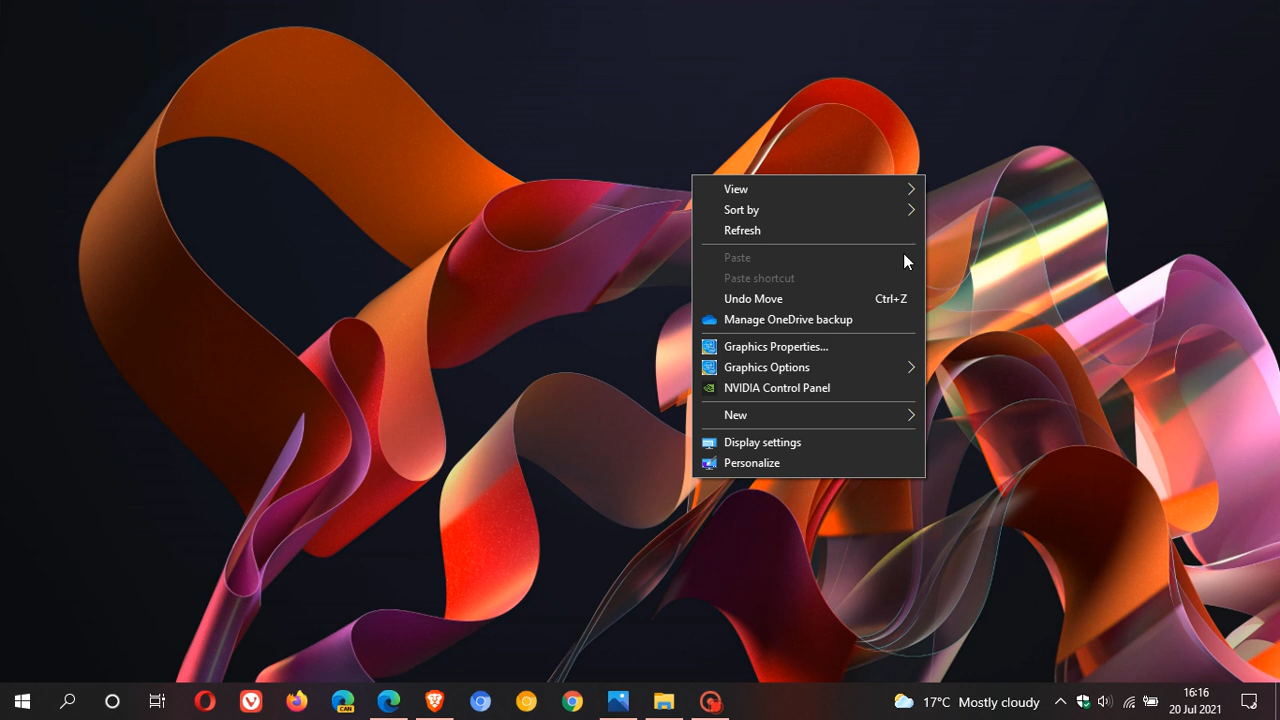 View
Sort by
Refresh
Paste
Paste shortcut
Undo Move Ctrl+Z
Manage OneDrive backup
Graphics Properties...
Graphics Options
NVIDIA Control Panel
New
Display settings
Personalize
CAN
17°C Mostly cloudy
16:16
20 Jul 2021